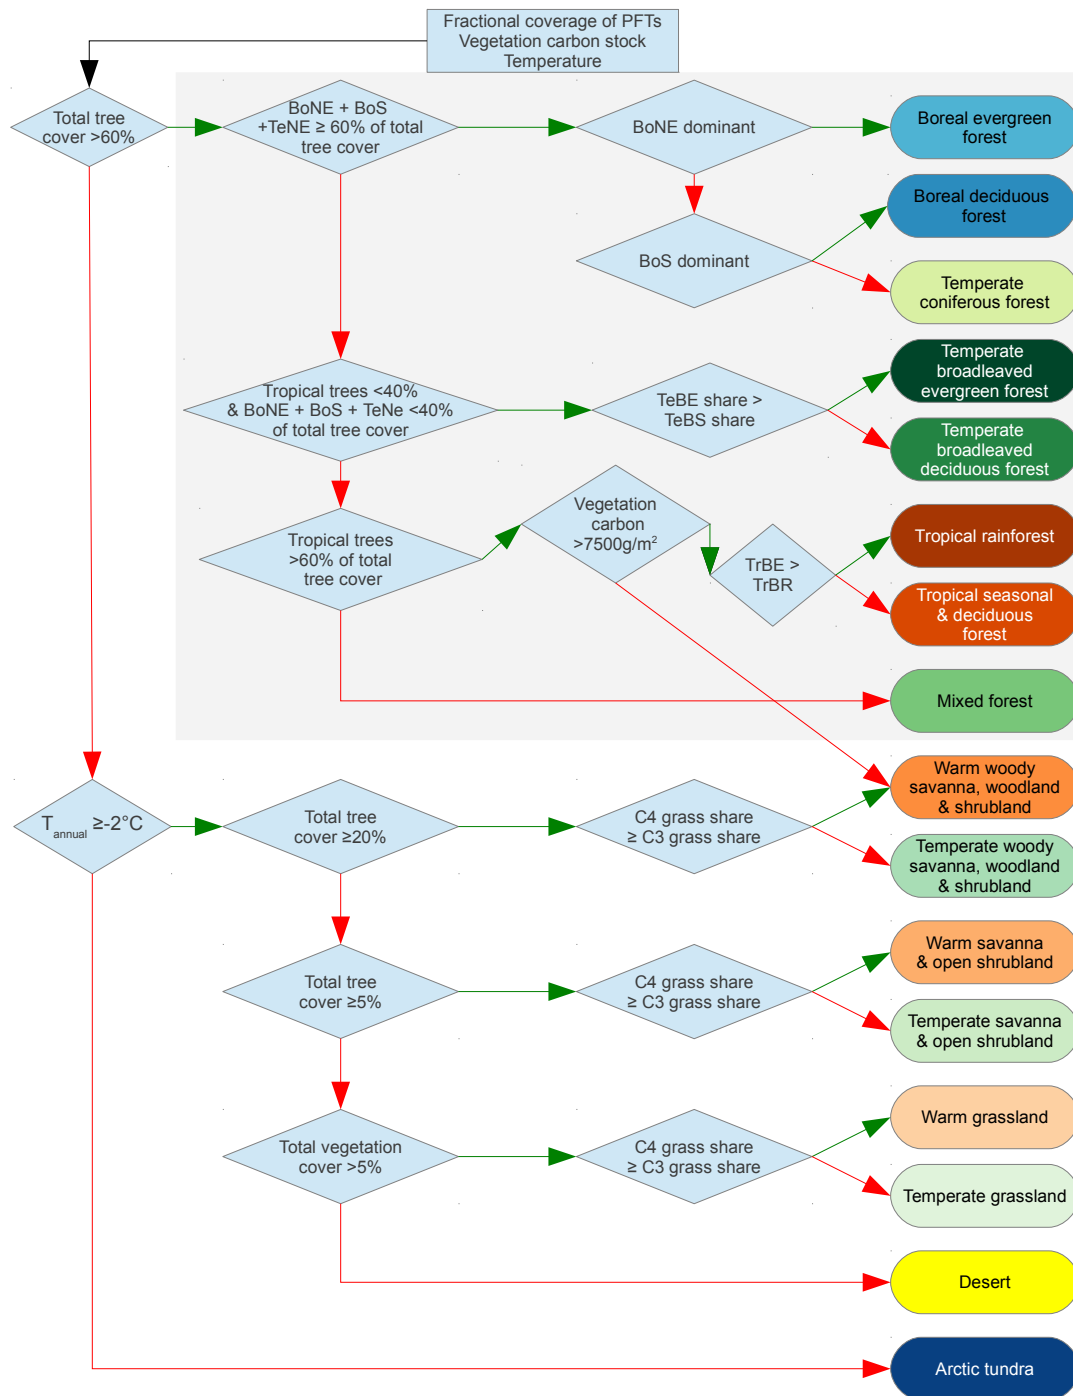 Fractional coverage of PFTs
Vegetation carbon stock
Temperature
Total tree
cover >60%
BoNE + BoS
+TeNE ≥ 60% of total
tree cover
BoNE dominant
Boreal evergreen
forest
BoS dominant
Boreal deciduous
forest
Temperate
coniferous forest
Tropical trees <40%
& BoNE + BoS + TeNe <40%
of total tree cover
TeBE share >
TeBS share
Temperate
broadleaved
evergreen forest
Temperate
broadleaved
deciduous forest
Tropical trees
>60% of total
tree cover
Vegetation
carbon
>7500g/m²
TrBE >
TrBR
Tropical rainforest
Tropical seasonal
& deciduous
forest
Mixed forest
T annual ≥-2°C
Total tree
cover ≥20%
C4 grass share
≥ C3 grass share
Warm woody
savanna, woodland
& shrubland
Temperate woody
savanna, woodland
& shrubland
Total tree
cover ≥5%
C4 grass share
≥ C3 grass share
Warm savanna
& open shrubland
Temperate savanna
& open shrubland
Total vegetation
cover >5%
C4 grass share
≥ C3 grass share
Warm grassland
Temperate grassland
Desert
Arctic tundra